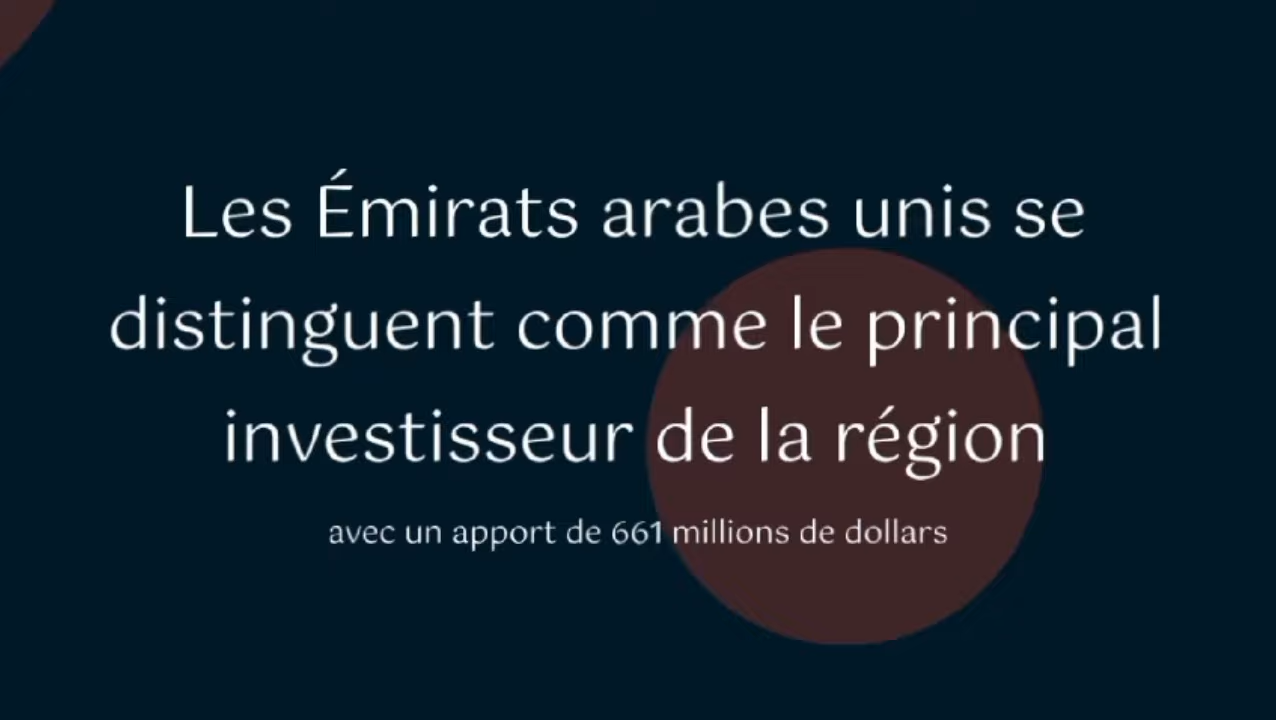 Les Émirats arabes unis se
distinguent comme le principal
investisseur de la région
avec un apport de 661 millions de dollars